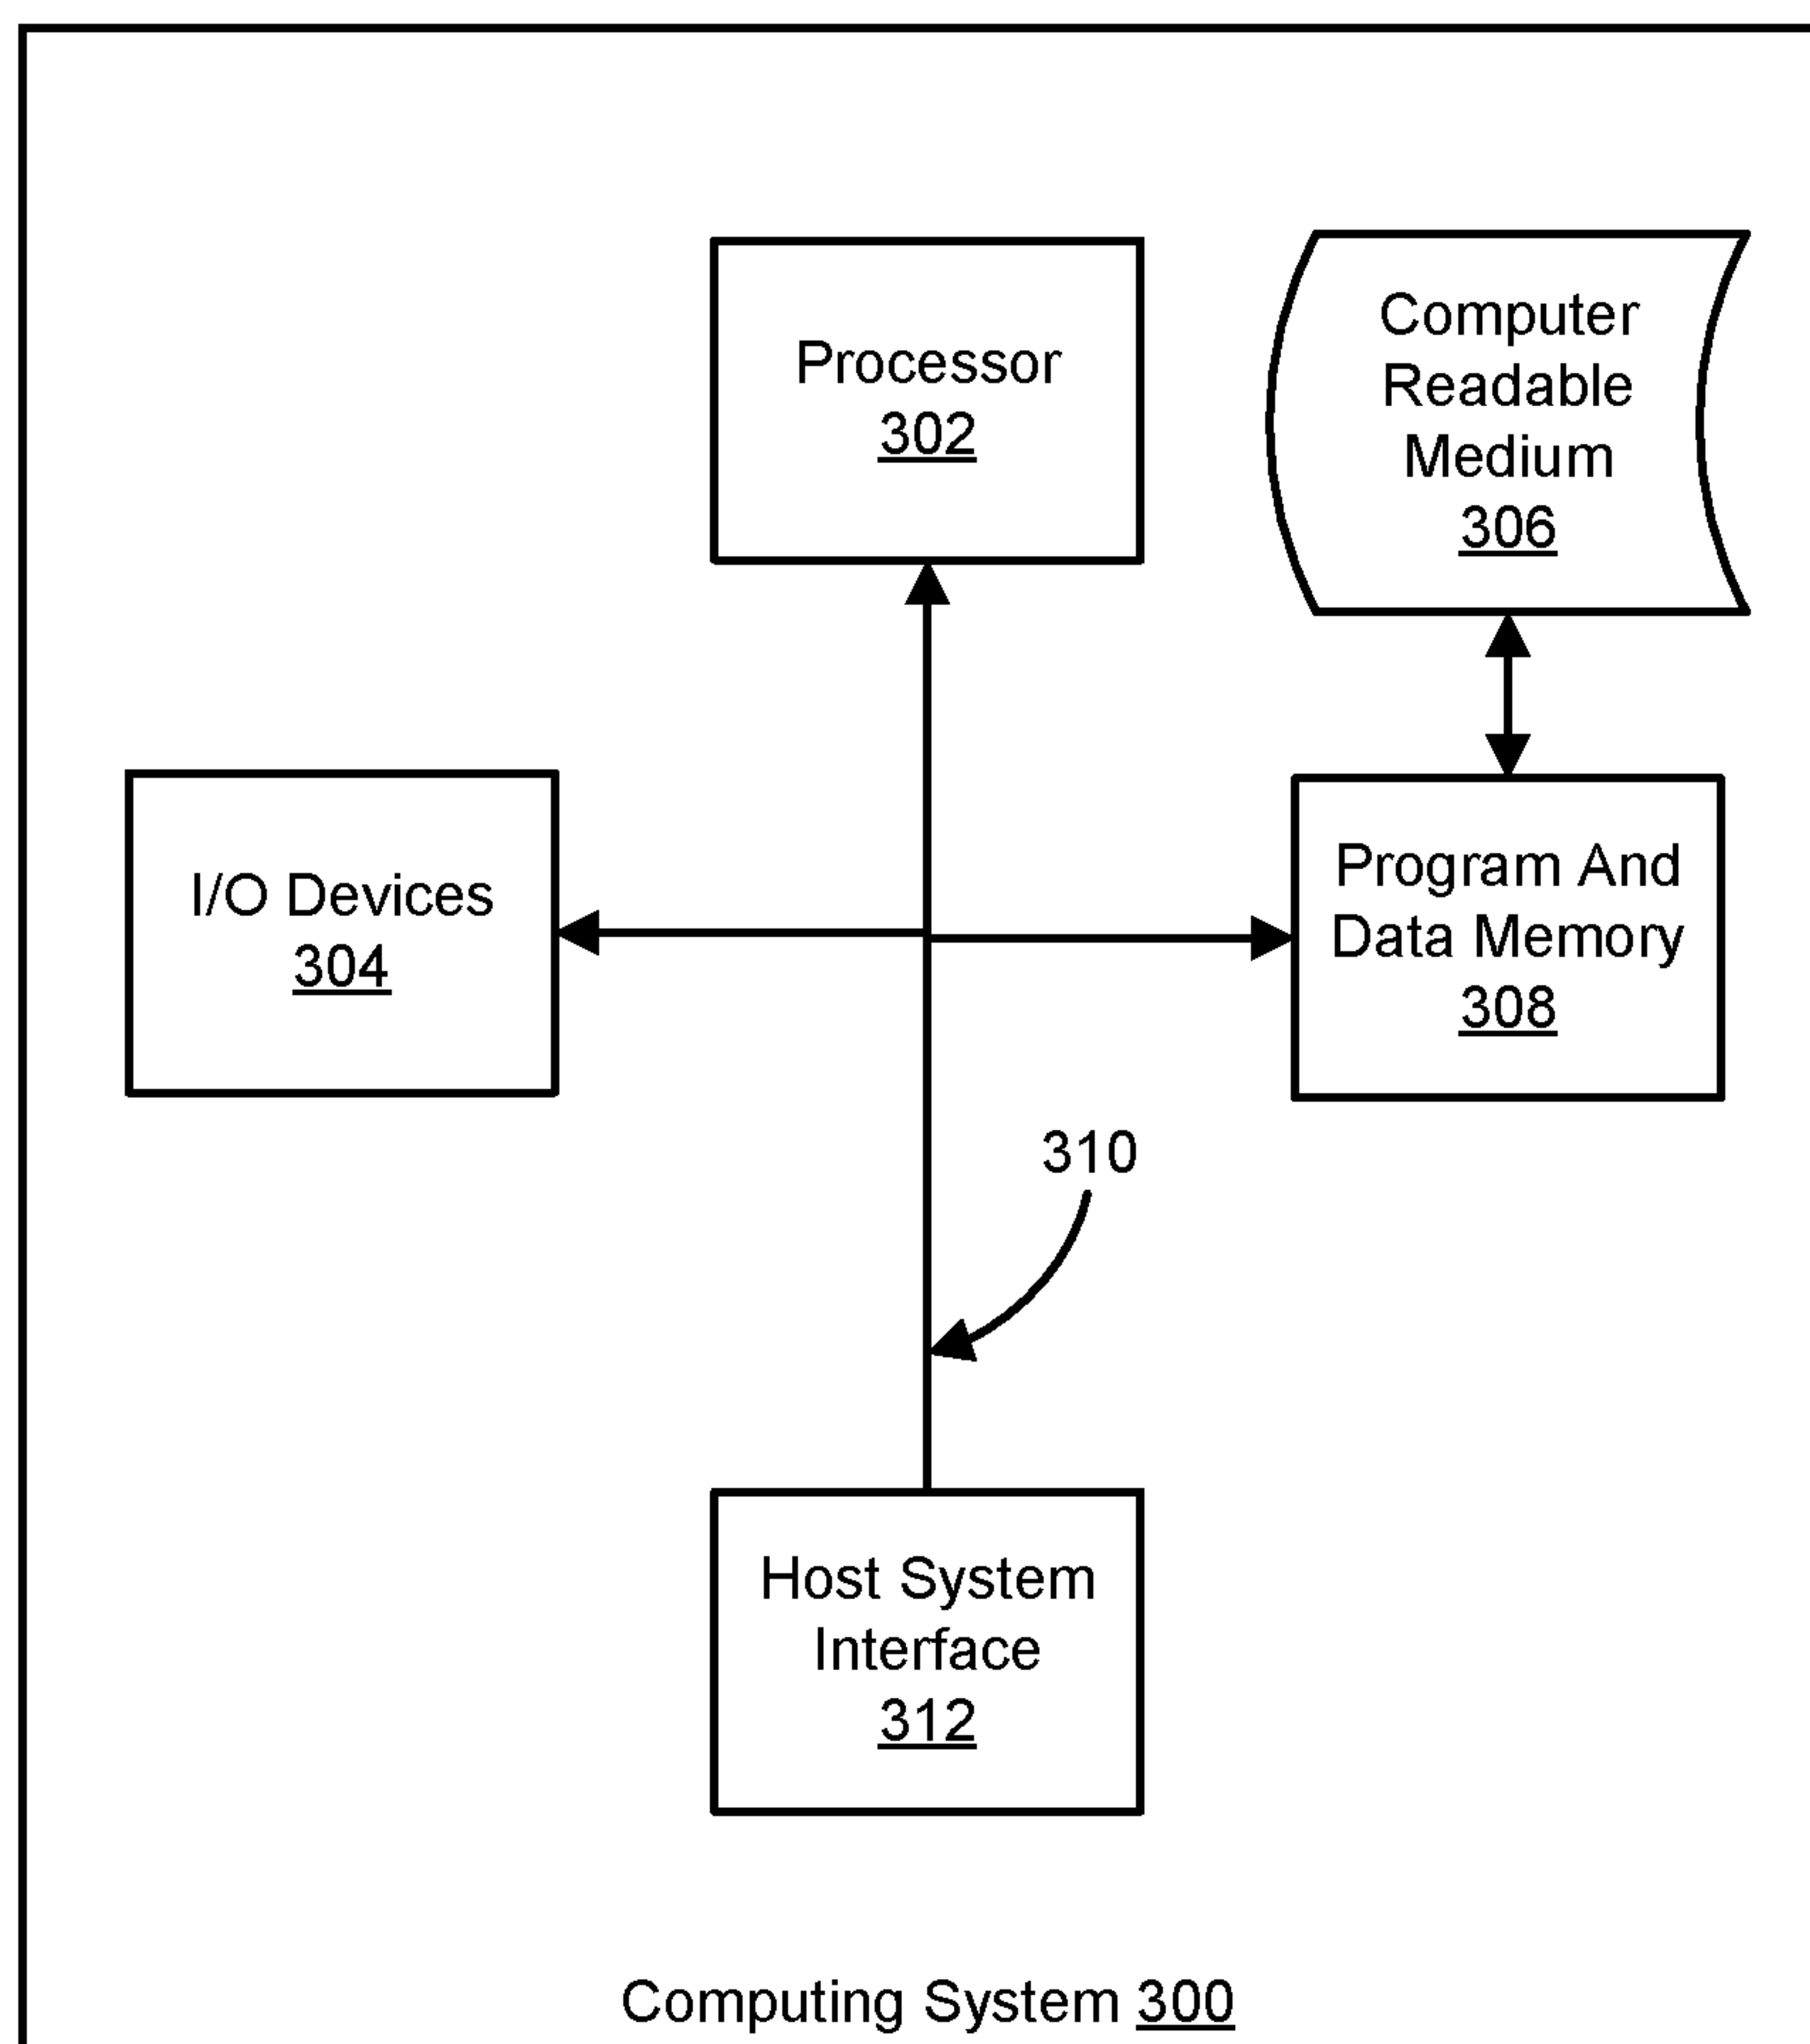 Processor
302
Computer
Readable
Medium
306
I/O Devices
304
Program And
Data Memory
308
310
Host System
Interface
312
Computing System 300